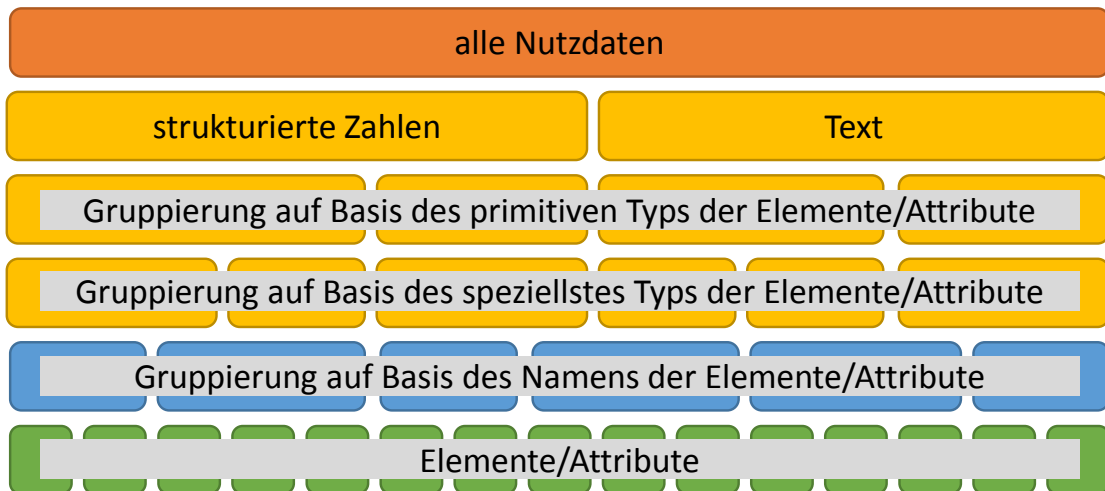 alle Nutzdaten
strukturierte Zahlen
Text
Gruppierung auf Basis des primitiven Typs der Elemente/Attribute
Gruppierung auf Basis des speziellstes Typs der Elemente/Attribute
Gruppierung auf Basis des Namens der Elemente/Attribute
Elemente/Attribute